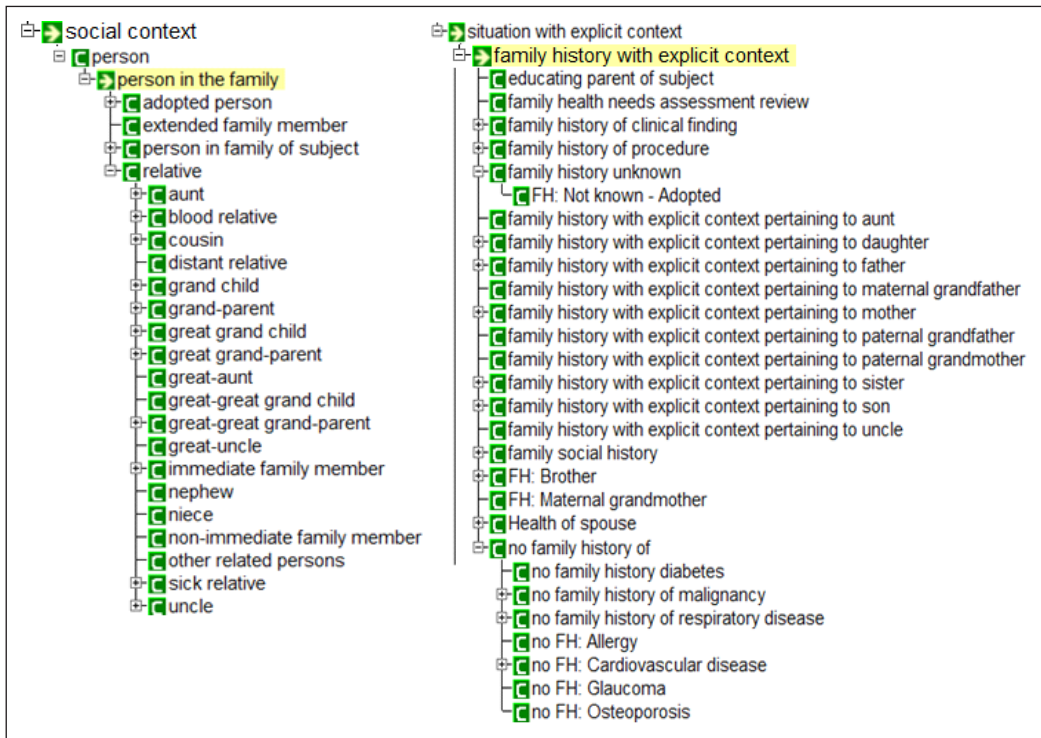 social context
person
person in the family
adopted person
extended family member
person in family of subject
relative
aunt
blood relative
cousin
distant relative
grand child
grand-parent
great grand child
great grand-parent
great-aunt
great-great grand child
great-great grand-parent
great-uncle
immediate family member
nephew
niece
non-immediate family member
other related persons
sick relative
uncle
situation with explicit context
family history with explicit context
educating parent of subject
family health needs assessment review
family history of clinical finding
family history of procedure
family history unknown
FH: Not known - Adopted
family history with explicit context pertaining to aunt
family history with explicit context pertaining to daughter
family history with explicit context pertaining to father
family history with explicit context pertaining to maternal grandfather
family history with explicit context pertaining to mother
family history with explicit context pertaining to paternal grandfather
family history with explicit context pertaining to paternal grandmother
family history with explicit context pertaining to sister
family history with explicit context pertaining to son
family history with explicit context pertaining to uncle
family social history
FH: Brother
FH: Maternal grandmother
Health of spouse
no family history of
no family history diabetes
no family history of malignancy
no family history of respiratory disease
no FH: Allergy
no FH: Cardiovascular disease
no FH: Glaucoma
no FH: Osteoporosis